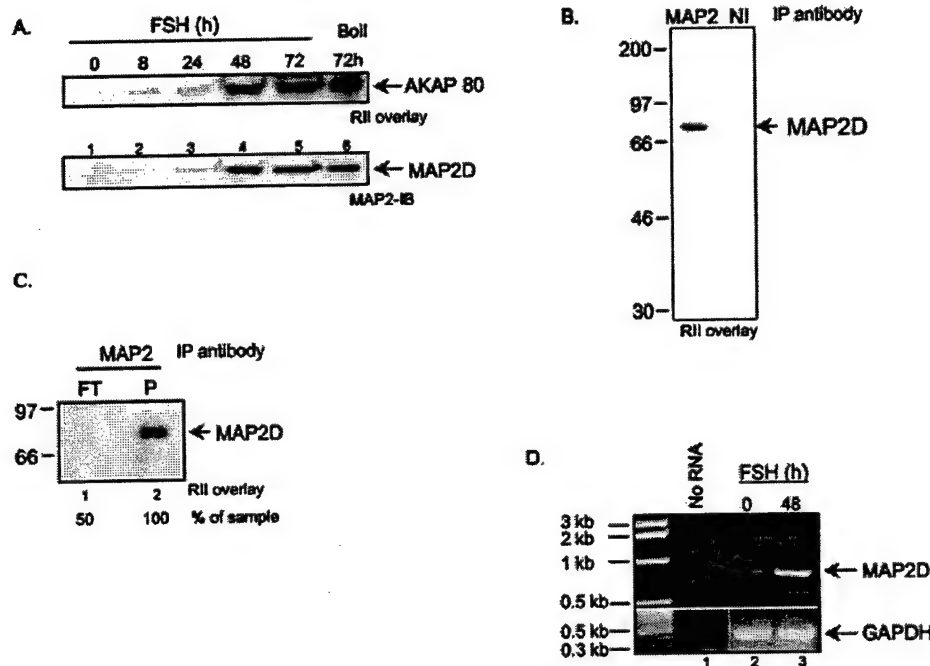 A.
FSH (h)
Boil
0 8 24 48 72 72h
AKAP 80
RII overlay
1 2 3 4 5 6
MAP2D
MAP2-IB
B.
MAP2 NI IP antibody
200
97
66
46
30
MAP2D
RII overlay
C.
MAP2 IP antibody
FT P
97
66
MAP2D
1 2 RII overlay
50 100 % of sample
D.
No RNA
FSH (h)
0 48
3 kb
2 kb
1 kb
0.5 kb
0.5 kb
0.3 kb
MAP2D
GAPDH
1 2 3